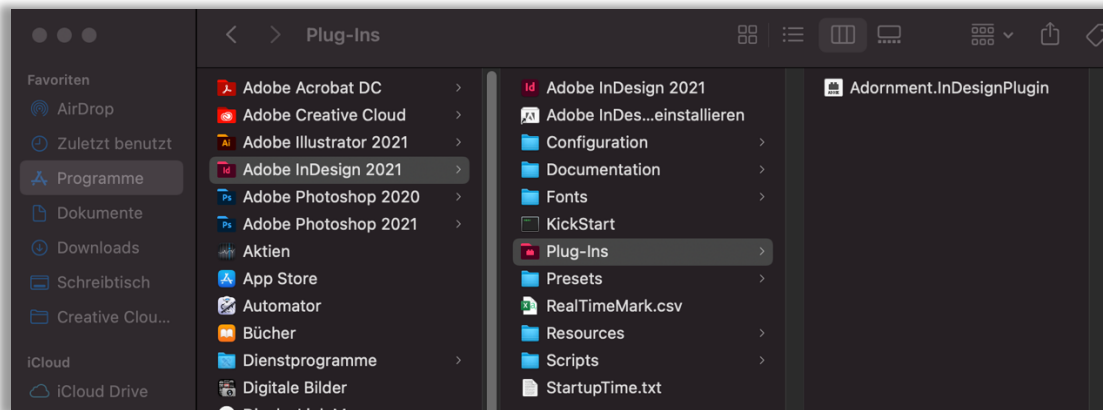 Plug-Ins
Favoriten
AirDrop
Zuletzt benutzt
Programme
Dokumente
Downloads
Schreibtisch
Creative Clou...
iCloud
iCloud Drive
Adobe Acrobat DC
Adobe Creative Cloud
Adobe Illustrator 2021
Adobe InDesign 2021
Adobe Photoshop 2020
Adobe Photoshop 2021
Aktien
App Store
Automator
Bücher
Dienstprogramme
Digitale Bilder
Adobe InDesign 2021
Adobe InDes...einstallieren
Configuration
Documentation
Fonts
KickStart
Plug-Ins
Presets
RealTimeMark.csv
Resources
Scripts
StartupTime.txt
Adornment.InDesignPlugin